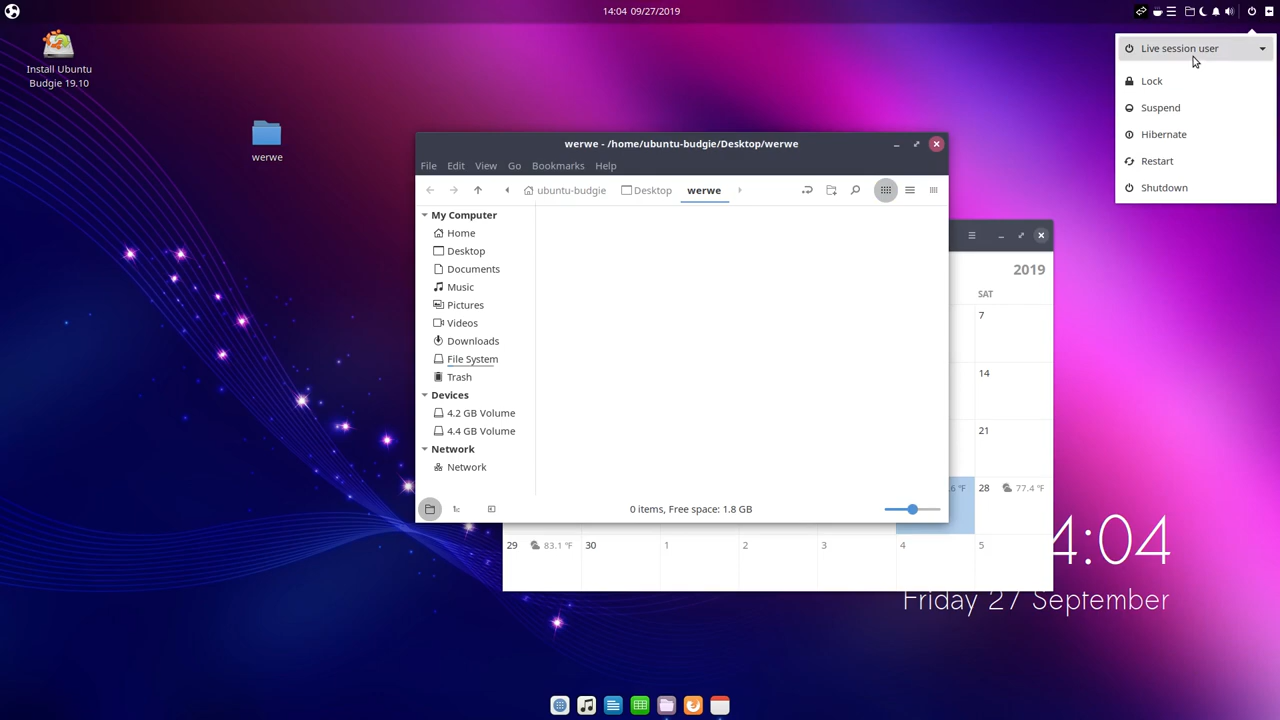 14:04 09/27/2019
Install Ubuntu
Budgie 19.10
werwe
Live session user
Lock
Suspend
Hibernate
Restart
Shutdown
werwe - /home/ubuntu-budgie/Desktop/werwe
File Edit View Go Bookmarks Help
ubuntu-budgie Desktop werwe
My Computer
Home
Desktop
Documents
Music
Pictures
Videos
Downloads
File System
Trash
Devices
4.2 GB Volume
4.4 GB Volume
Network
Network
0 items, Free space: 1.8 GB
2019
SAT
7
14
21
6 °F 28 77.4 °F
29 83.1 °F 30 1 2 3 4 5
4:04
Friday 27 September